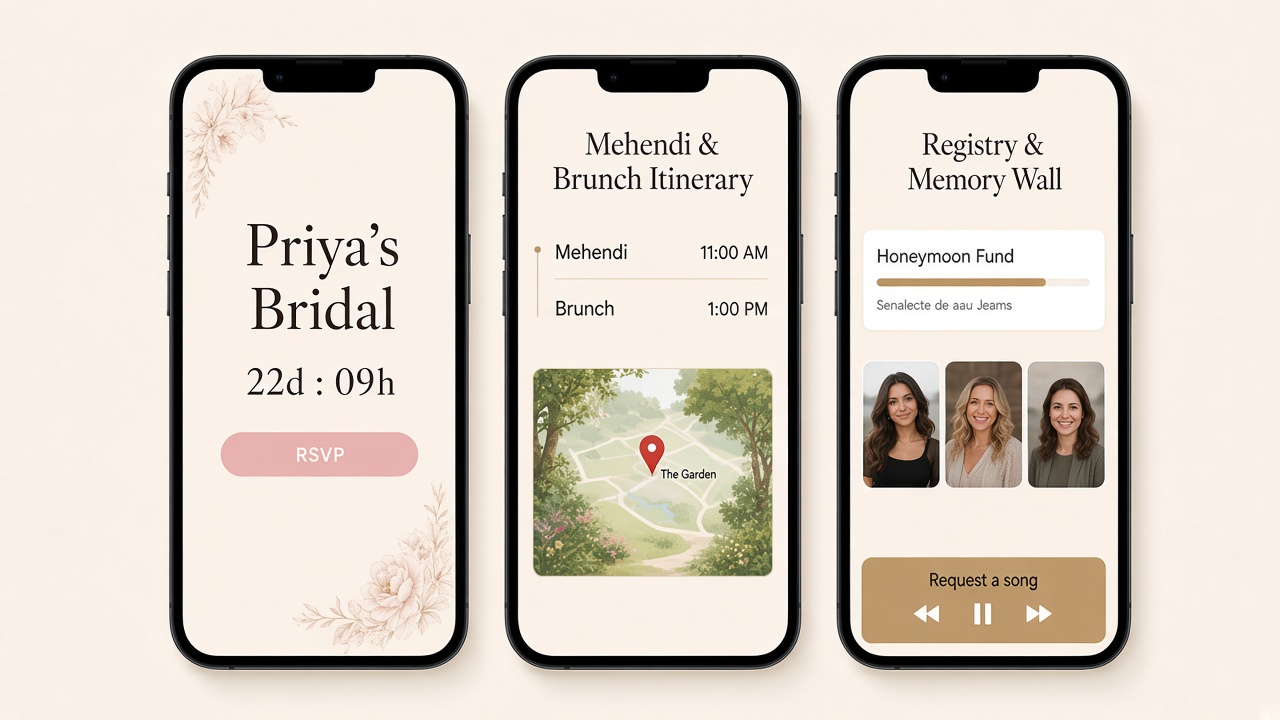 Priya's
Bridal
22d : 09h
RSVP
Mehendi &
Brunch Itinerary
Mehendi 11:00 AM
Brunch 1:00 PM
The Garden
Registry &
Memory Wall
Honeymoon Fund
Senalecte de aau Jeams
Request a song